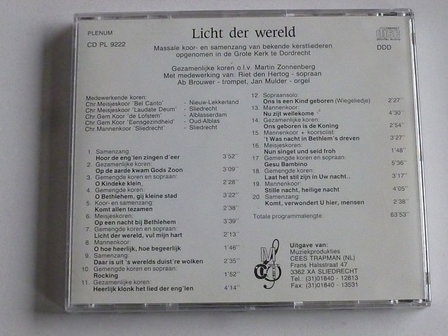 PLENUM
Licht der wereld
CD PL 9222
DDD
Massale koor- en samenzang van bekende kerstliederen
opgenomen in de Grote Kerk te Dordrecht
Gezamenlijke koren o.l.v. Martin Zonnenberg
Met medewerking van: Riet den Hertog - sopraan
Ab Brouwer - trompet, Jan Mulder - orgel
Medewerkende koren:
Chr Meisjeskoor 'Bel Canto' - Nieuw-Lekkerland
Chr Meisjeskoor 'Laudate Deum' - Sliedrecht
Chr Gem Koor 'de Lofstem' - Alblasserdam
Chr Gem Koor 'Eensgezindheid' - Oud-Alblas
Chr Mannenkoor 'Sliedrecht' - Sliedrecht
1. Samenzang:
Hoor de eng'len zingen d'eer 3'52"
2. Gezamenlijke koren:
Op de aarde kwam Gods Zoon 3'09"
3. Gemengde koren en sopraan:
O Kindeke klein 2'28"
4. Gemengde koren:
O Bethlehem, gij kleine stad 3'22"
5. Koor- en samenzang
Komt allen tezamen 3'38"
6. Meisjeskoren:
Op een nacht bij Bethlehem 3'39"
7. Gemengde koren en sopraan:
Licht der wereld, vul mijn hart 2'13"
8. Mannenkoor:
O hoe heerlijk, hoe begeerlijk 1'46"
9. Samenzang:
Daar is uit 's werelds duist're wolken 2'35"
10. Gemengde koren en sopraan:
Rocking 1'52"
11. Gezamenlijke koren:
Heerlijk klonk het lied der eng'len 4'14"
12. Sopraansolo:
Ons is een Kind geboren (Wiegeliedje) 2'27"
13. Mannenkoor:
Nu zijt wellekome 4'30"
14. Gezamenlijke koren:
Ons geboren is de Koning 2'54"
15. Mannenkoor + koorsolist
't Was nacht in Bethlem's dreven 3'27"
16. Meisjeskoren:
Nun singet und seid froh 1'48"
17. Gemengde koren en sopraan:
Gesu Bambino 5'36"
18. Gemengde koren:
Laat het stil zijn in Uw nacht... 3'17"
19. Mannenkoor:
Stille nacht, heilige nacht 4'05"
20. Samenzang
Komt, verwondert U hier, mensen 2'38"
Totale programmalengte: 63'53"
Uitgave van:
Muziekprodukties
CEES TRAPMAN (NL)
Frans Halsstraat 47
3362 XA SLIEDRECHT
Tel. (31) 01840 - 12813
Fax (31) 01840 - 13531